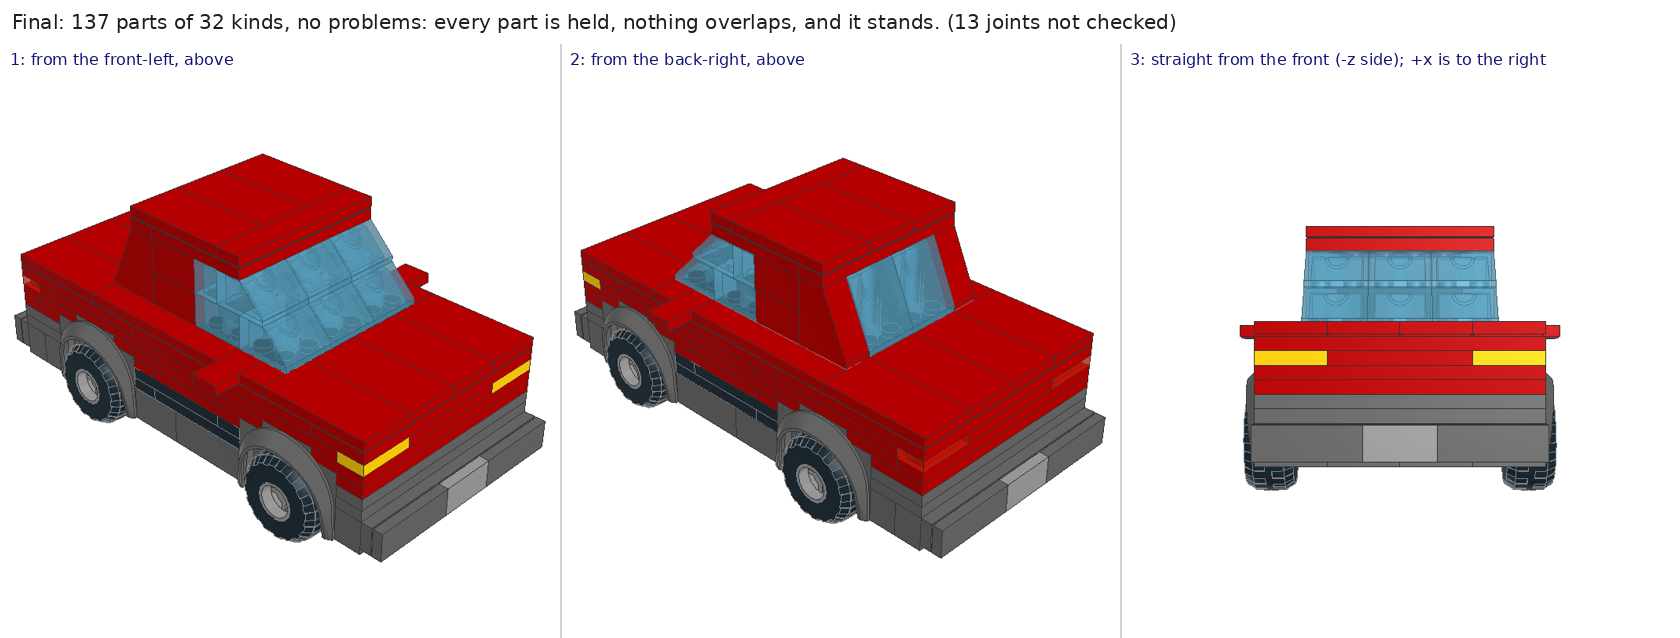 Final: 137 parts of 32 kinds, no problems: every part is held, nothing overlaps, and it stands. (13 joints not checked)
1: from the front-left, above
2: from the back-right, above
3: straight from the front (-z side); +x is to the right